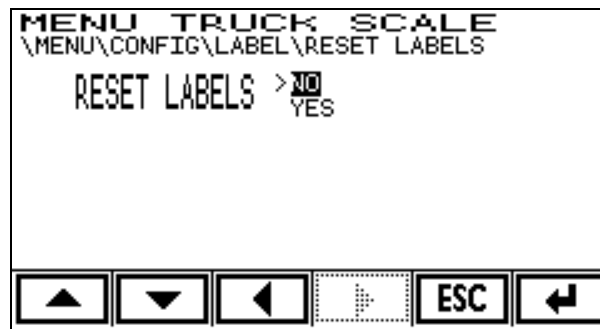 MENU TRUCK SCALE
\MENU\CONFIG\LABEL\RESET LABELS
RESET LABELS >NO
YES
ESC